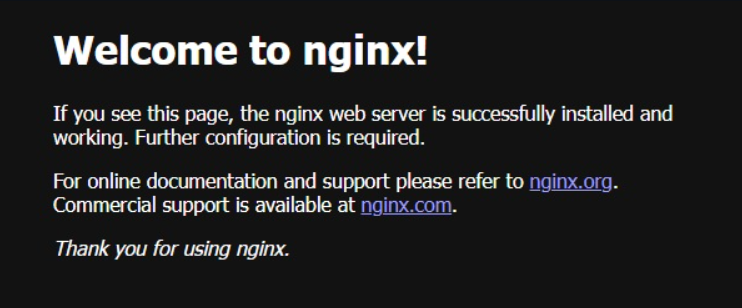 Welcome to nginx!
If you see this page, the nginx web server is successfully installed and
working. Further configuration is required.
For online documentation and support please refer to nginx.org.
Commercial support is available at nginx.com.
Thank you for using nginx.